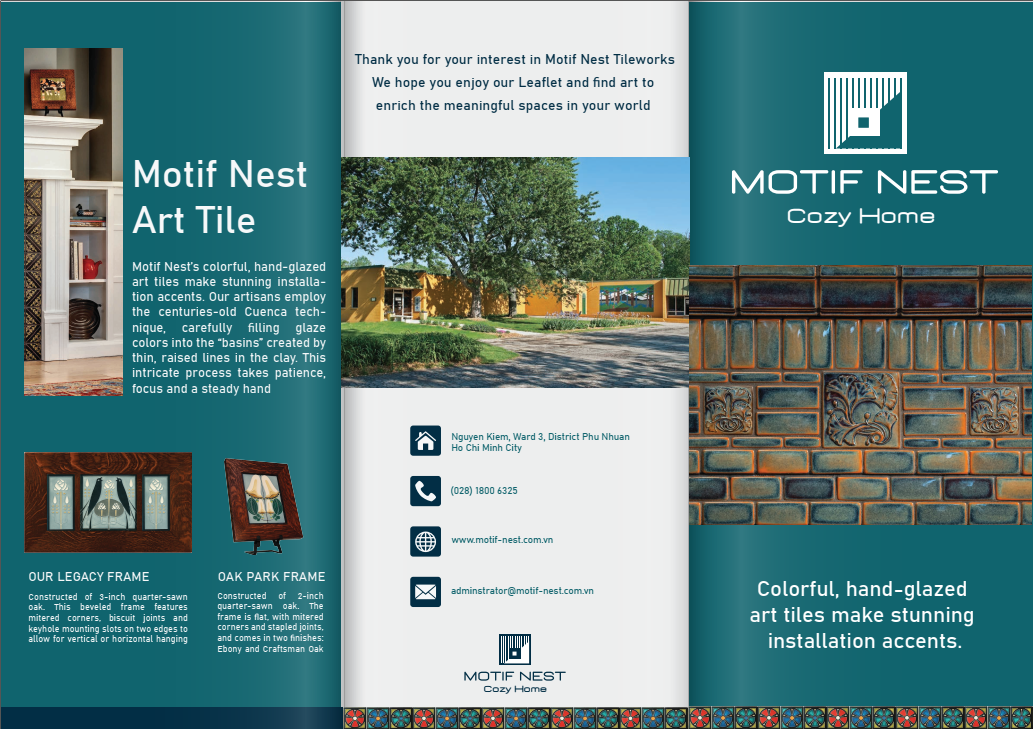 Motif Nest
Art Tile
Motif Nest's colorful, hand-glazed
art tiles make stunning installa-
tion accents. Our artisans employ
the centuries-old Cuenca tech-
nique, carefully filling glaze
colors into the “basins” created by
thin, raised lines in the clay. This
intricate process takes patience,
focus and a steady hand
OUR LEGACY FRAME
Constructed of 3-inch quarter-sawn
oak. This beveled frame features
mitered corners, biscuit joints and
keyhole mounting slots on two edges to
allow for vertical or horizontal hanging
OAK PARK FRAME
Constructed of 2-inch
quarter-sawn oak. The
frame is flat, with mitered
corners and stapled joints,
and comes in two finishes:
Ebony and Craftsman Oak
Thank you for your interest in Motif Nest Tileworks
We hope you enjoy our Leaflet and find art to
enrich the meaningful spaces in your world
Nguyen Kiem, Ward 3, District Phu Nhuan
Ho Chi Minh City
(028) 1800 6325
www.motif-nest.com.vn
adminstrator@motif-nest.com.vn
MOTIF NEST
Cozy Home
MOTIF NEST
Cozy Home
Colorful, hand-glazed
art tiles make stunning
installation accents.